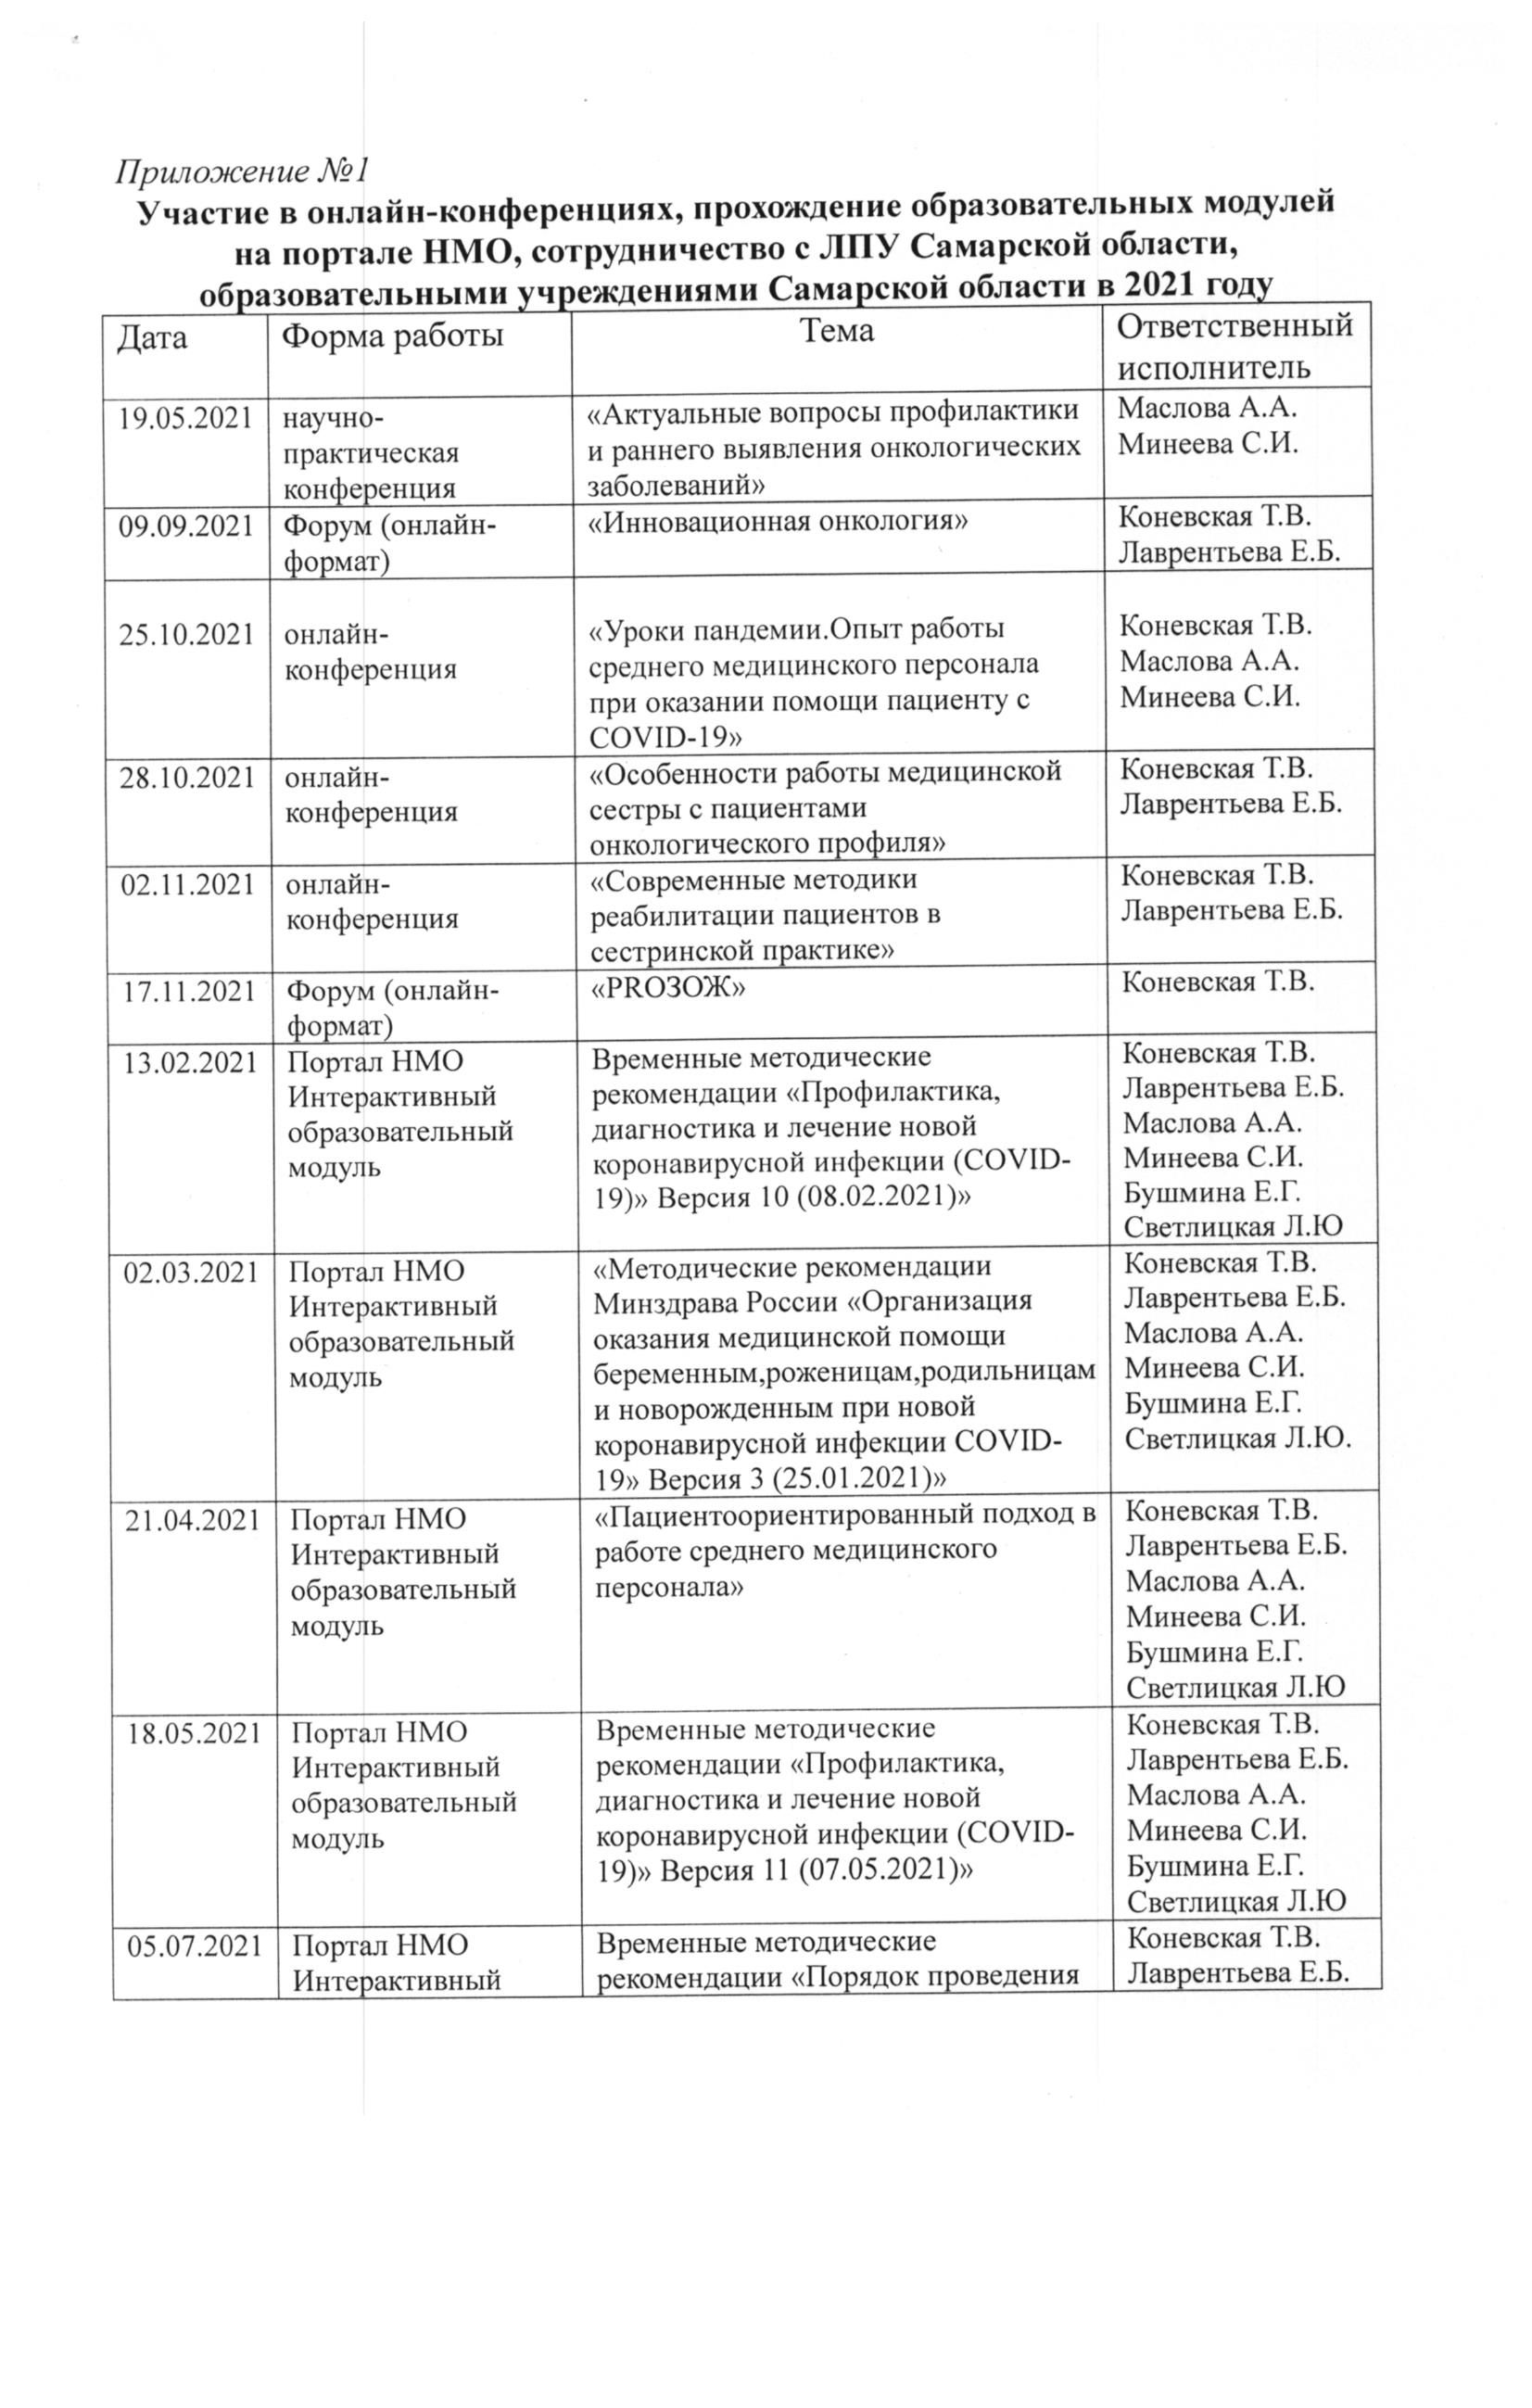 Приложение №1
Участие в онлайн-конференциях, прохождение образовательных модулей
на портале НМО, сотрудничество с ЛПУ Самарской области,
образовательными учреждениями Самарской области в 2021 году
Дата
Форма работы
Тема
Ответственный
исполнитель
19.05.2021
научно-
практическая
конференция
«Актуальные вопросы профилактики
и раннего выявления онкологических
заболеваний»
Маслова А.А.
Минеева С.И.
09.09.2021
Форум (онлайн-
формат)
«Инновационная онкология»
Коневская Т.В.
Лаврентьева Е.Б.
25.10.2021
онлайн-
конференция
«Уроки пандемии.Опыт работы
среднего медицинского персонала
при оказании помощи пациенту с
COVID-19»
Коневская Т.В.
Маслова А.А.
Минеева С.И.
28.10.2021
онлайн-
конференция
«Особенности работы медицинской
сестры с пациентами
онкологического профиля»
Коневская Т.В.
Лаврентьева Е.Б.
02.11.2021
онлайн-
конференция
«Современные методики
реабилитации пациентов в
сестринской практике»
Коневская Т.В.
Лаврентьева Е.Б.
17.11.2021
Форум (онлайн-
формат)
«PROЗОЖ»
Коневская Т.В.
13.02.2021
Портал НМО
Интерактивный
образовательный
модуль
Временные методические
рекомендации «Профилактика,
диагностика и лечение новой
коронавирусной инфекции (COVID-
19)» Версия 10 (08.02.2021)»
Коневская Т.В.
Лаврентьева Е.Б.
Маслова А.А.
Минеева С.И.
Бушмина Е.Г.
Светлицкая Л.Ю
02.03.2021
Портал НМО
Интерактивный
образовательный
модуль
«Методические рекомендации
Минздрава России «Организация
оказания медицинской помощи
беременным,роженицам,родильницам
и новорожденным при новой
коронавирусной инфекции COVID-
19» Версия 3 (25.01.2021)»
Коневская Т.В.
Лаврентьева Е.Б.
Маслова А.А.
Минеева С.И.
Бушмина Е.Г.
Светлицкая Л.Ю.
21.04.2021
Портал НМО
Интерактивный
образовательный
модуль
«Пациентоориентированный подход в
работе среднего медицинского
персонала»
Коневская Т.В.
Лаврентьева Е.Б.
Маслова А.А.
Минеева С.И.
Бушмина Е.Г.
Светлицкая Л.Ю
18.05.2021
Портал НМО
Интерактивный
образовательный
модуль
Временные методические
рекомендации «Профилактика,
диагностика и лечение новой
коронавирусной инфекции (COVID-
19)» Версия 11 (07.05.2021)»
Коневская Т.В.
Лаврентьева Е.Б.
Маслова А.А.
Минеева С.И.
Бушмина Е.Г.
Светлицкая Л.Ю
05.07.2021
Портал НМО
Интерактивный
Временные методические
рекомендации «Порядок проведения
Коневская Т.В.
Лаврентьева Е.Б.